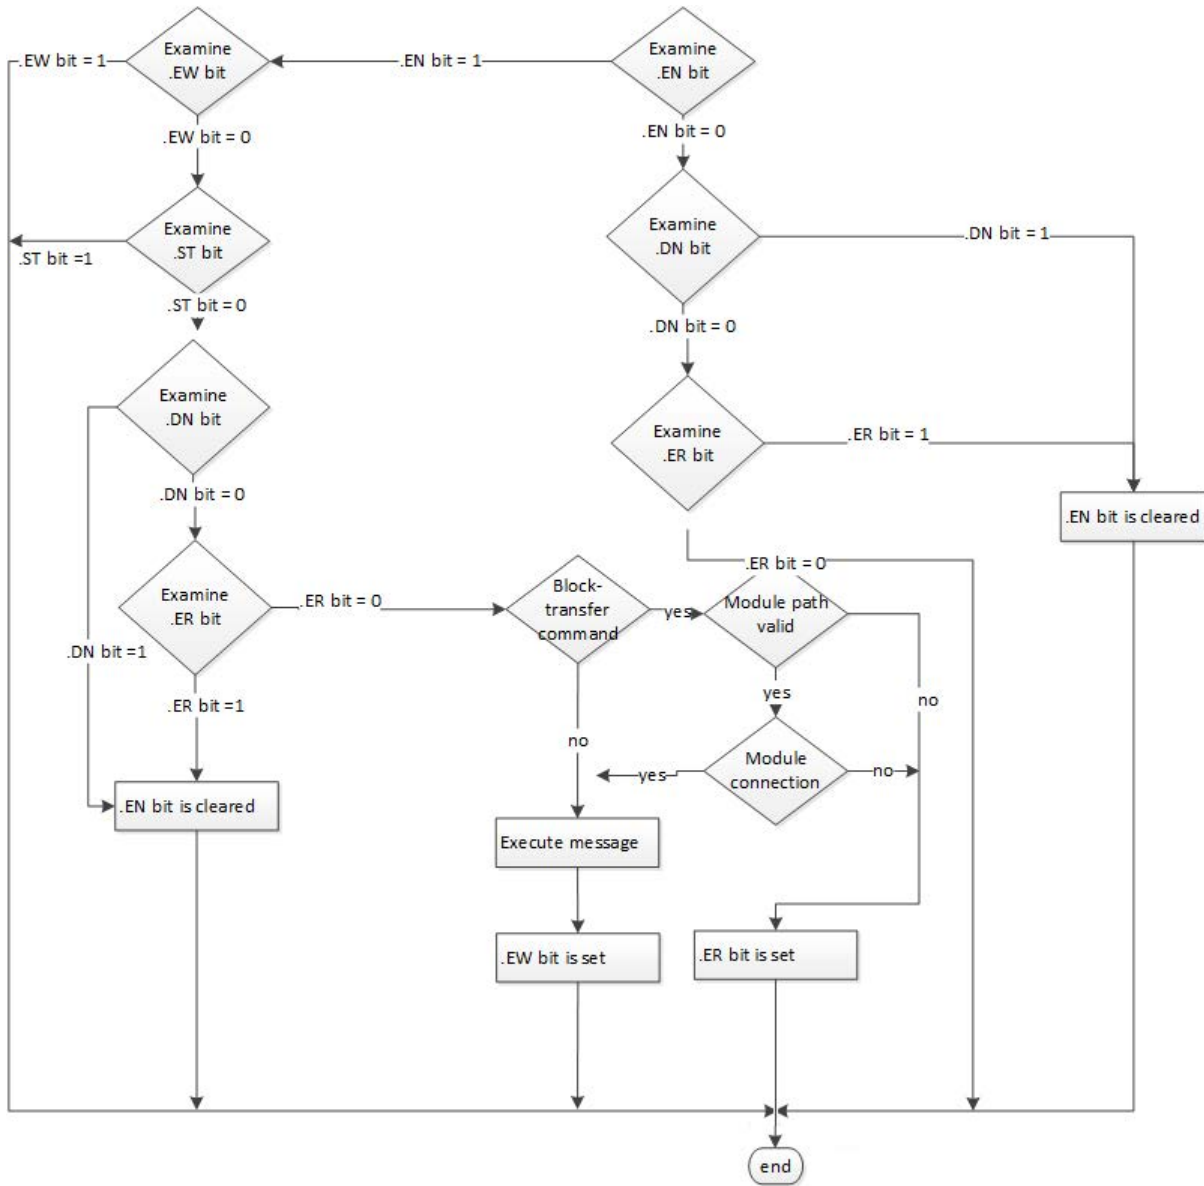 Examine
.EW bit
Examine
.EN bit
.EW bit = 1
.EN bit = 1
.EW bit = 0
.EN bit = 0
Examine
.ST bit
Examine
.DN bit
.DN bit = 1
.ST bit =1
.ST bit = 0
.DN bit = 0
Examine
.DN bit
Examine
.ER bit
.ER bit = 1
.DN bit = 0
.EN bit is cleared
.ER bit = 0
Examine
.ER bit
.ER bit = 0
Block-
transfer
command
yes
Module path
valid
.DN bit =1
.ER bit =1
yes
no
no
Module
connection
yes
no
.EN bit is cleared
Execute message
.EW bit is set
.ER bit is set
end